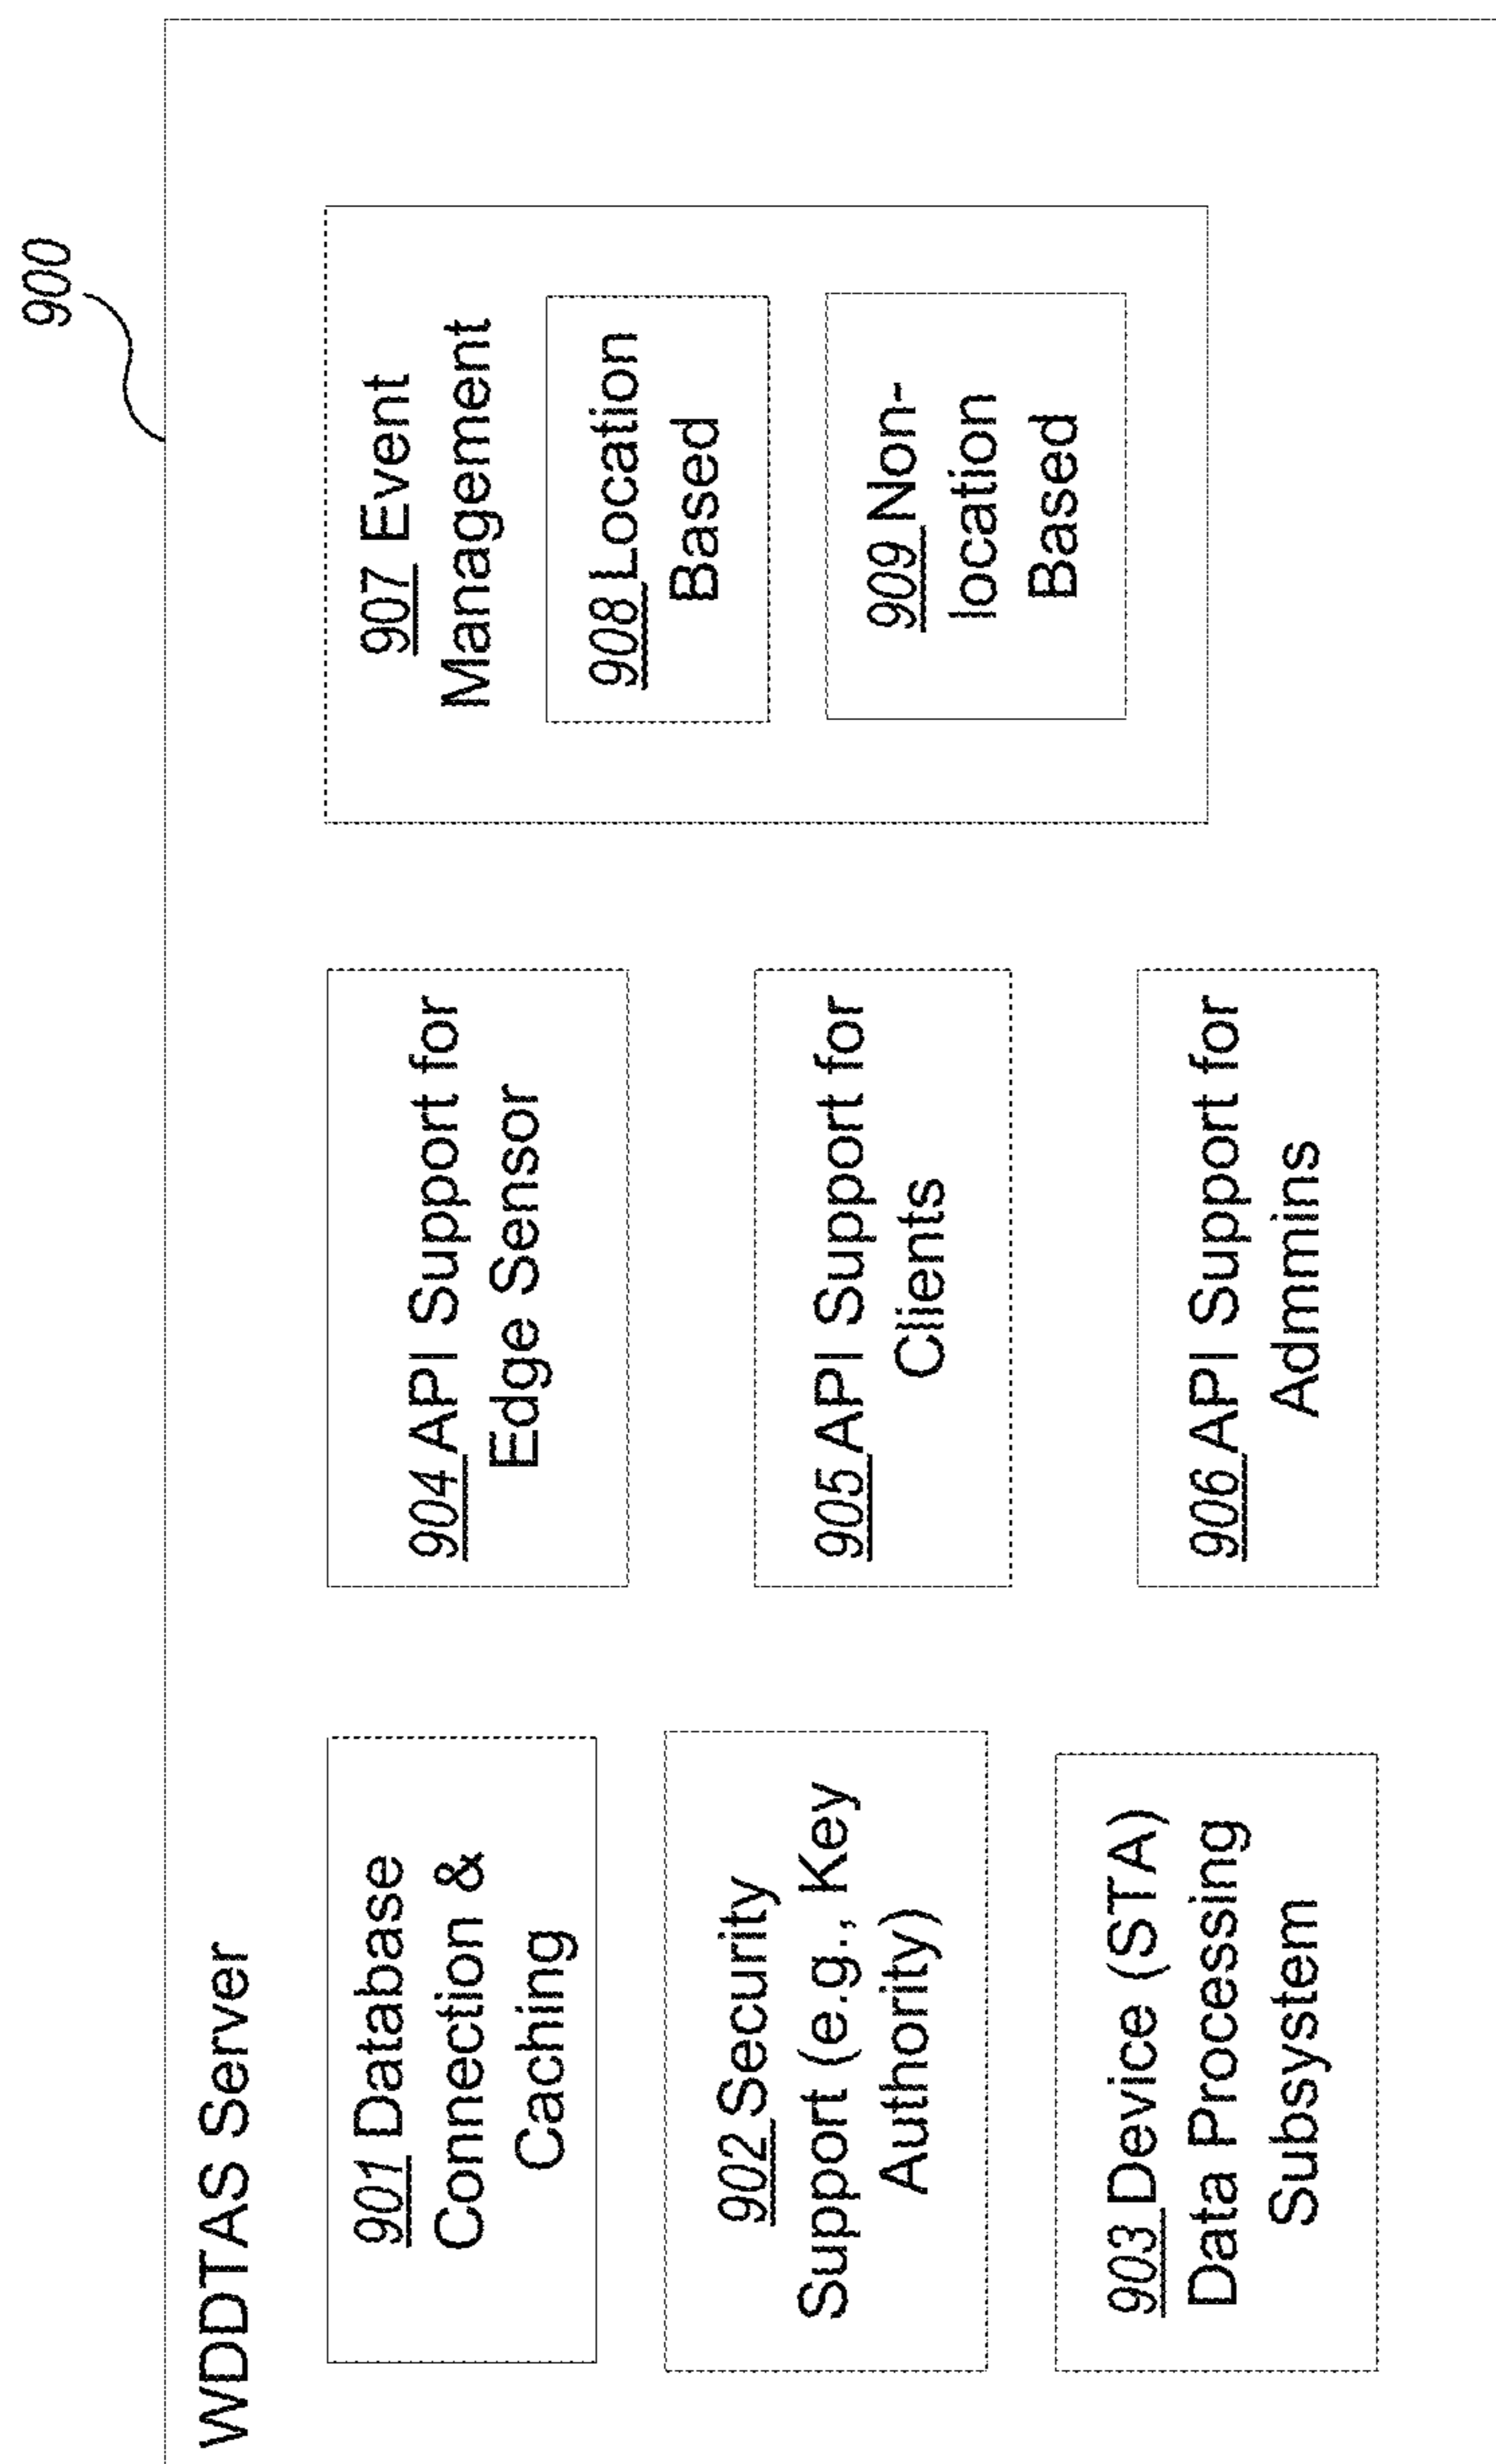 900
WDDTAS Server
901 Database
Connection &
Caching
902 Security
Support (e.g., Key
Authority)
903 Device (STA)
Data Processing
Subsystem
904 API Support for
Edge Sensor
905 API Support for
Clients
906 API Support for
Admins
907 Event
Management
908 Location
Based
909 Non-
location
Based